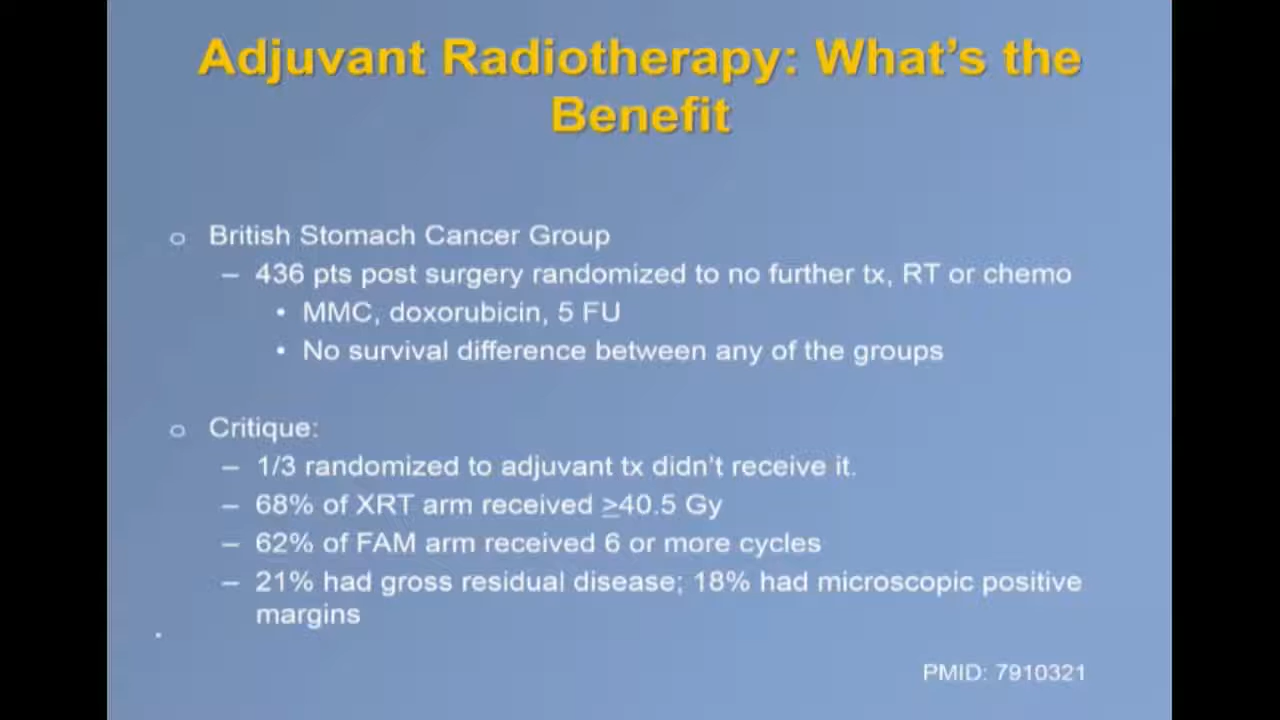 Adjuvant Radiotherapy: What's the
Benefit
o British Stomach Cancer Group
– 436 pts post surgery randomized to no further tx, RT or chemo
• MMC, doxorubicin, 5 FU
• No survival difference between any of the groups
o Critique:
– 1/3 randomized to adjuvant tx didn't receive it.
– 68% of XRT arm received ≥40.5 Gy
– 62% of FAM arm received 6 or more cycles
– 21% had gross residual disease; 18% had microscopic positive
margins
.
PMID: 7910321